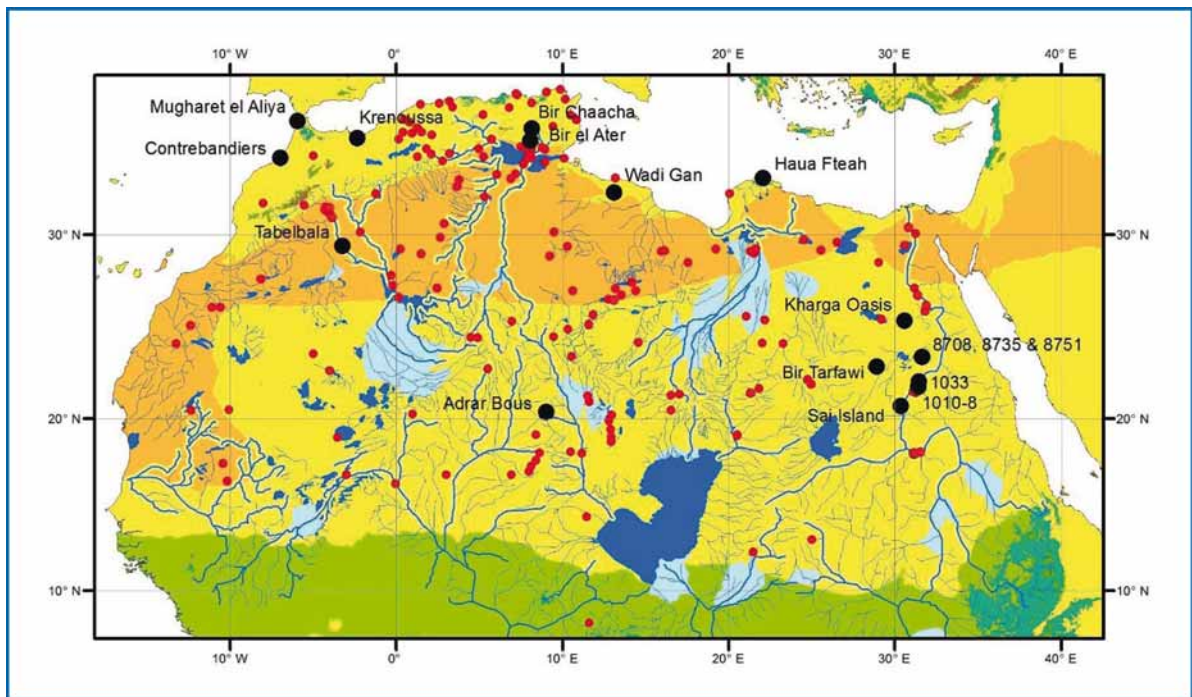 10° W
0°
10° E
20° E
30° E
40° E
Mugharet el Aliya
Krenoussa
Bir Chaacha
Bir el Ater
Contrebandiers
Wadi Gan
Haua Fteah
Tabelbala
30° N
30° N
Kharga Oasis
8708, 8735 & 8751
Bir Tarfawi
1033
Adrar Bous
1010-8
Sai Island
20° N
20° N
10° N
10° N
10° W
0°
10° E
20° E
30° E
40° E